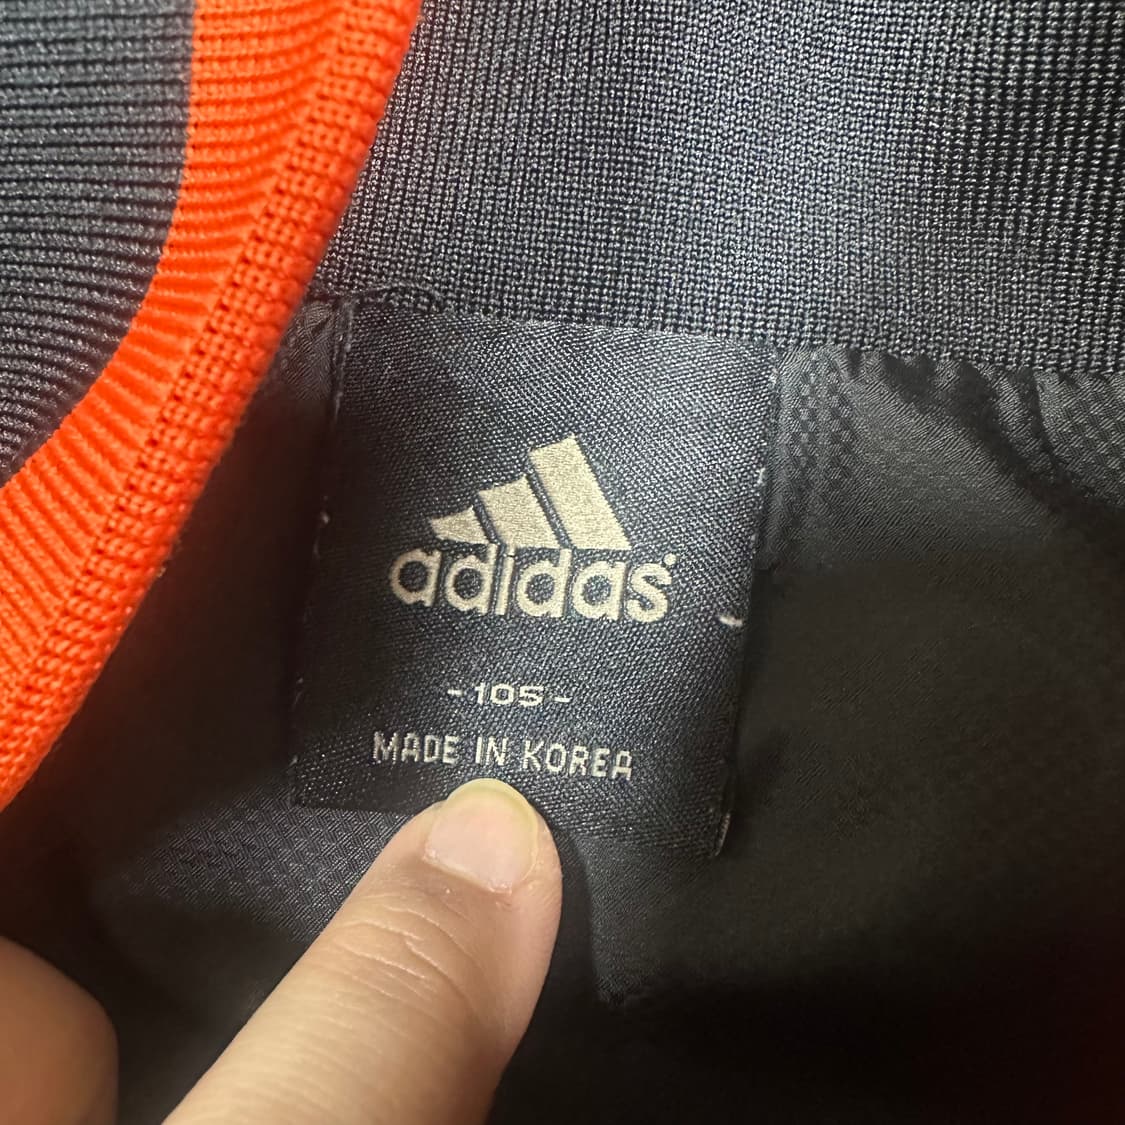 adidas
-105-
MADE IN KOREA